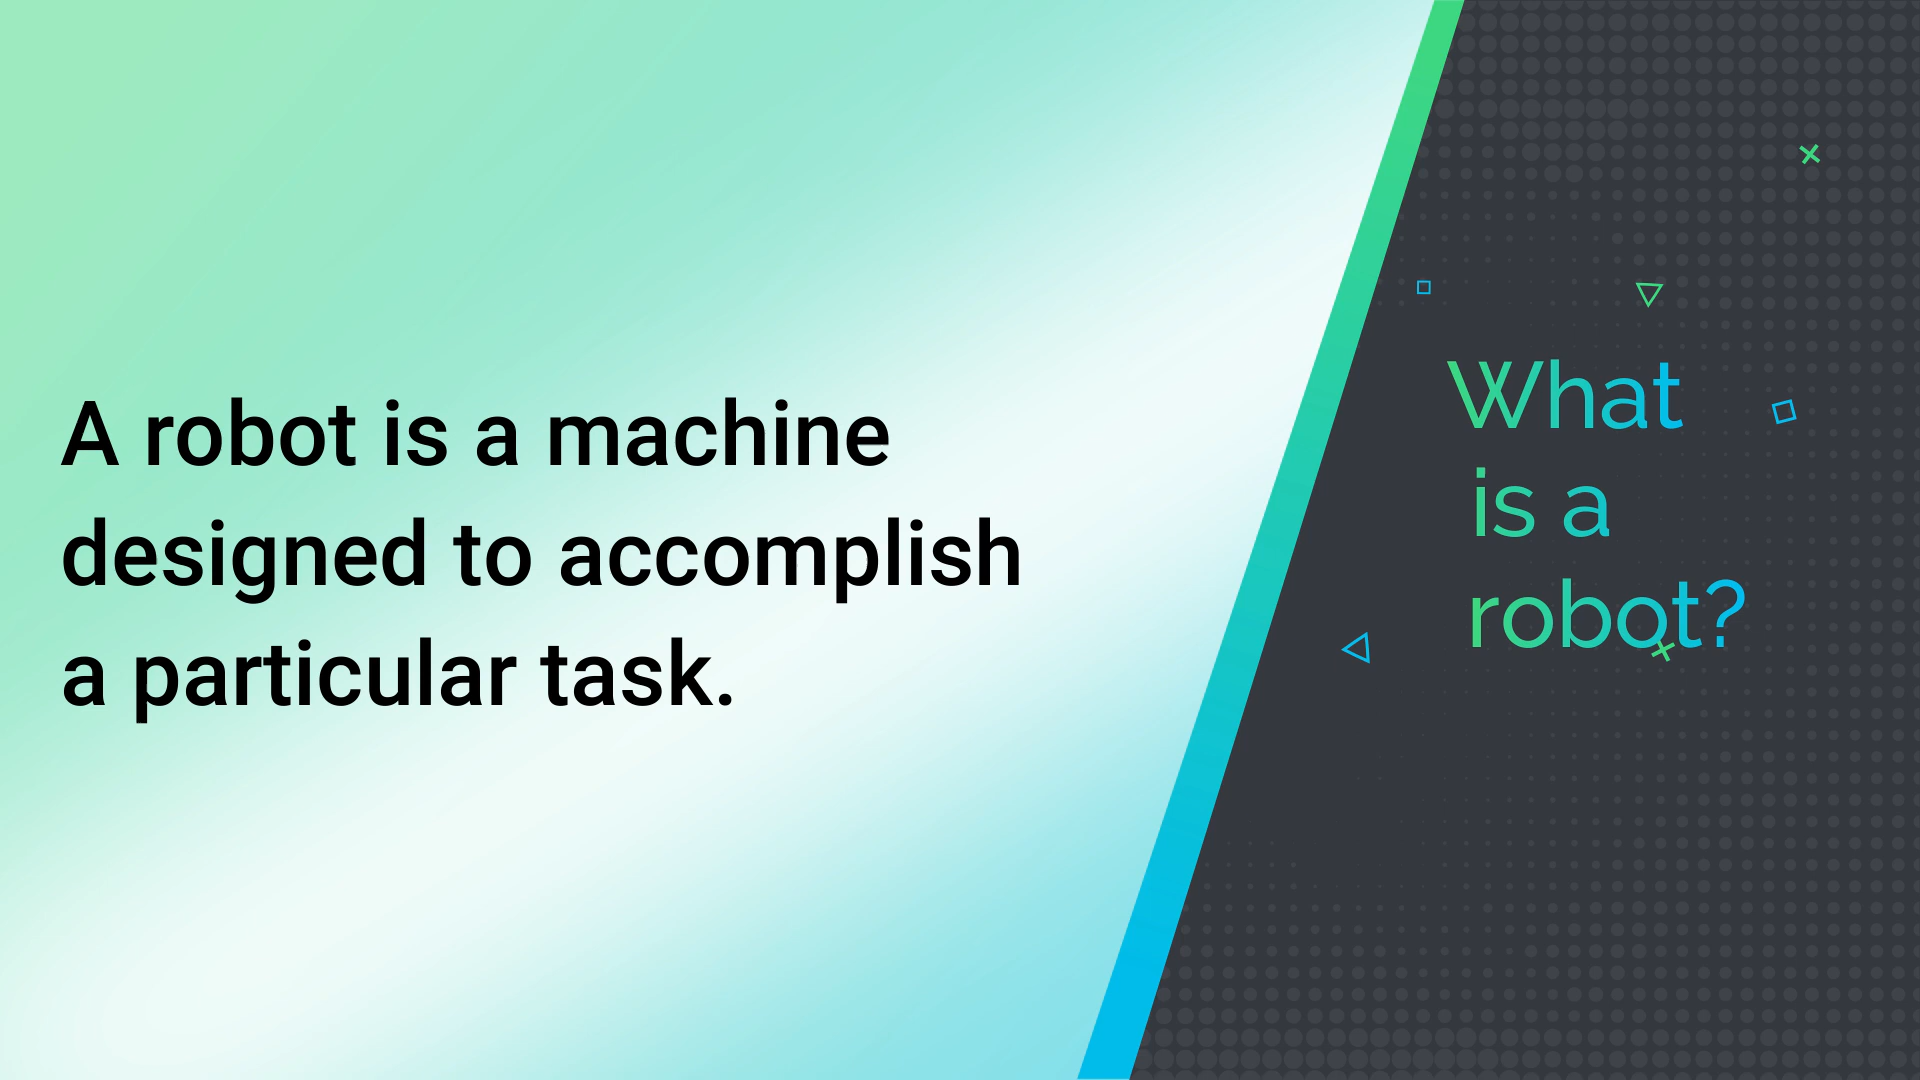 A robot is a machine
designed to accomplish
a particular task.
What
is a
robot?